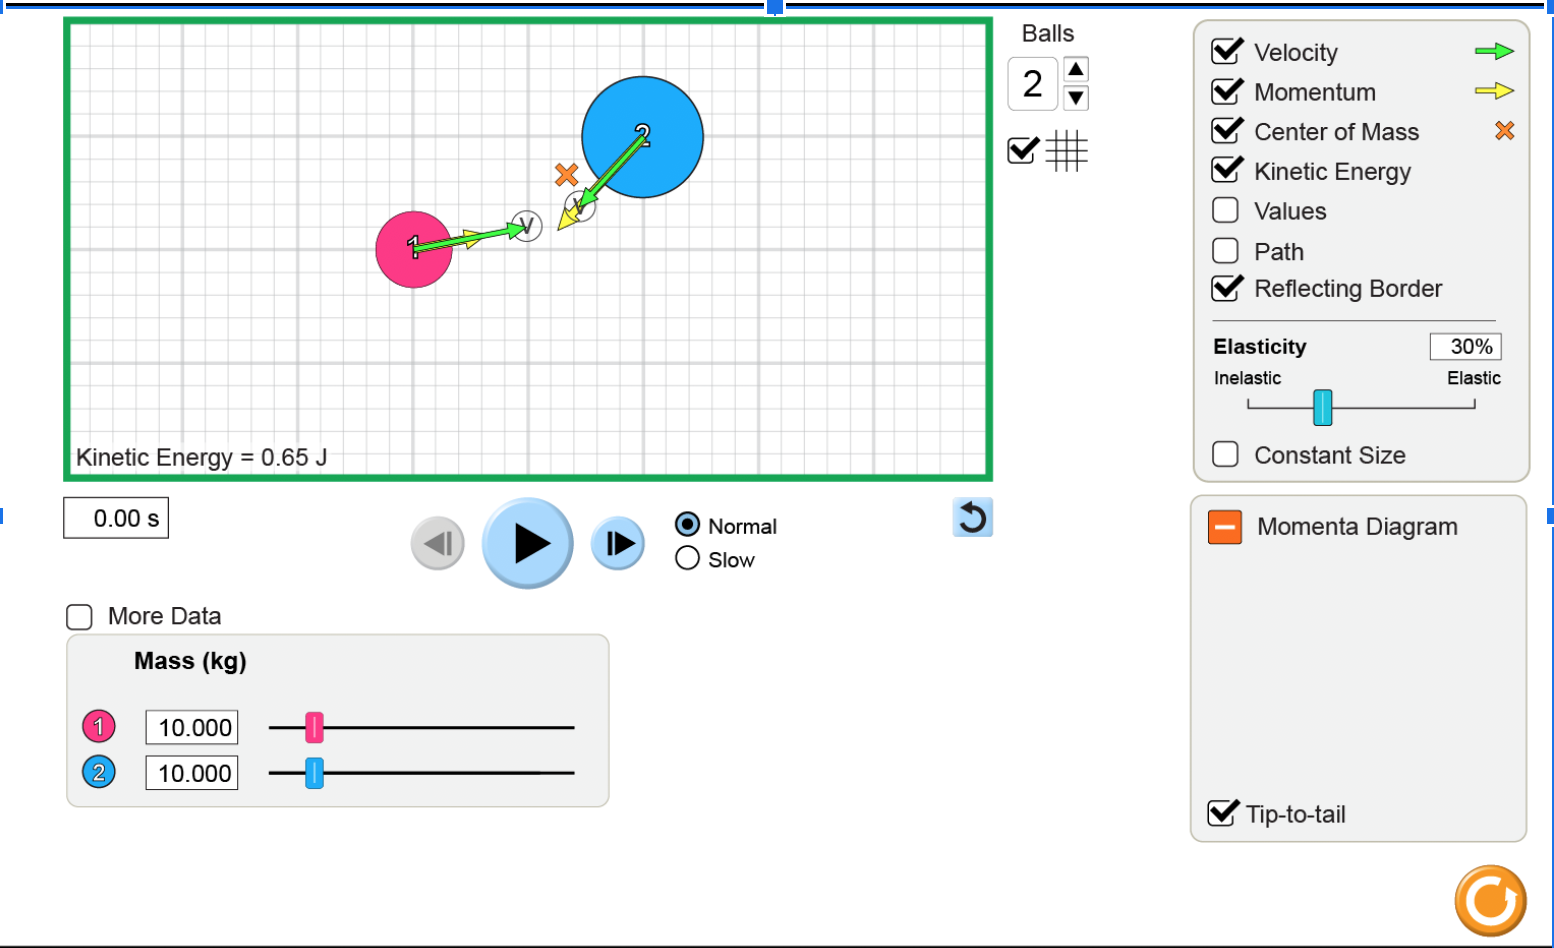 2
V
V
1
Kinetic Energy = 0.65 J
Balls
2
Velocity
Momentum
Center of Mass
Kinetic Energy
Values
Path
Reflecting Border
Elasticity 30%
Inelastic Elastic
Constant Size
0.00 s
Normal
Slow
Momenta Diagram
Tip-to-tail
More Data
Mass (kg)
1 10.000
2 10.000